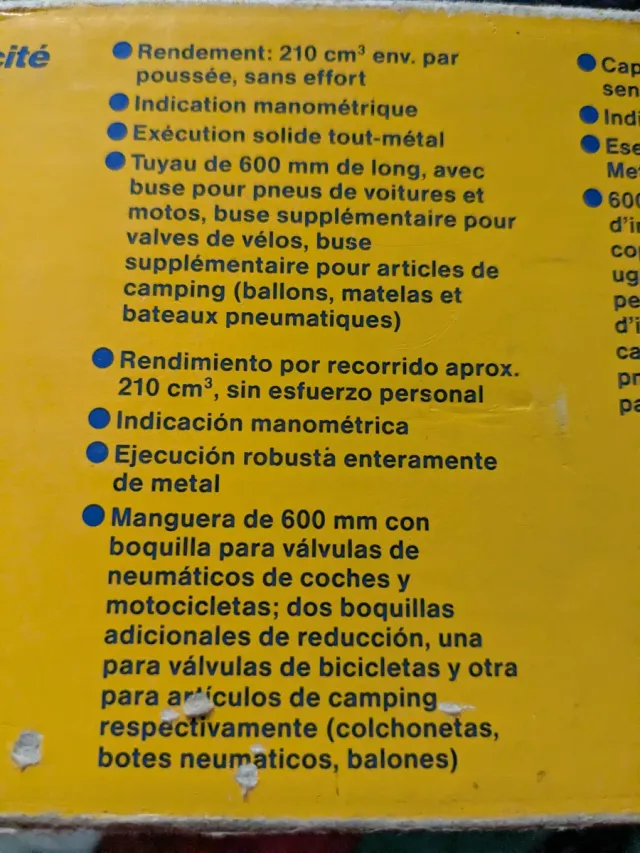 ● Rendement: 210 cm³ env. par
poussée, sans effort
● Indication manométrique
● Exécution solide tout-métal
● Tuyau de 600 mm de long, avec
buse pour pneus de voitures et
motos, buse supplémentaire pour
valves de vélos, buse
supplémentaire pour articles de
camping (ballons, matelas et
bateaux pneumatiques)
● Rendimiento por recorrido aprox.
210 cm³, sin esfuerzo personal
● Indicación manométrica
● Ejecución robusta enteramente
de metal
● Manguera de 600 mm con
boquilla para válvulas de
neumáticos de coches y
motocicletas; dos boquillas
adicionales de reducción, una
para válvulas de bicicletas y otra
para artículos de camping
respectivamente (colchonetas,
botes neumaticos, balones)